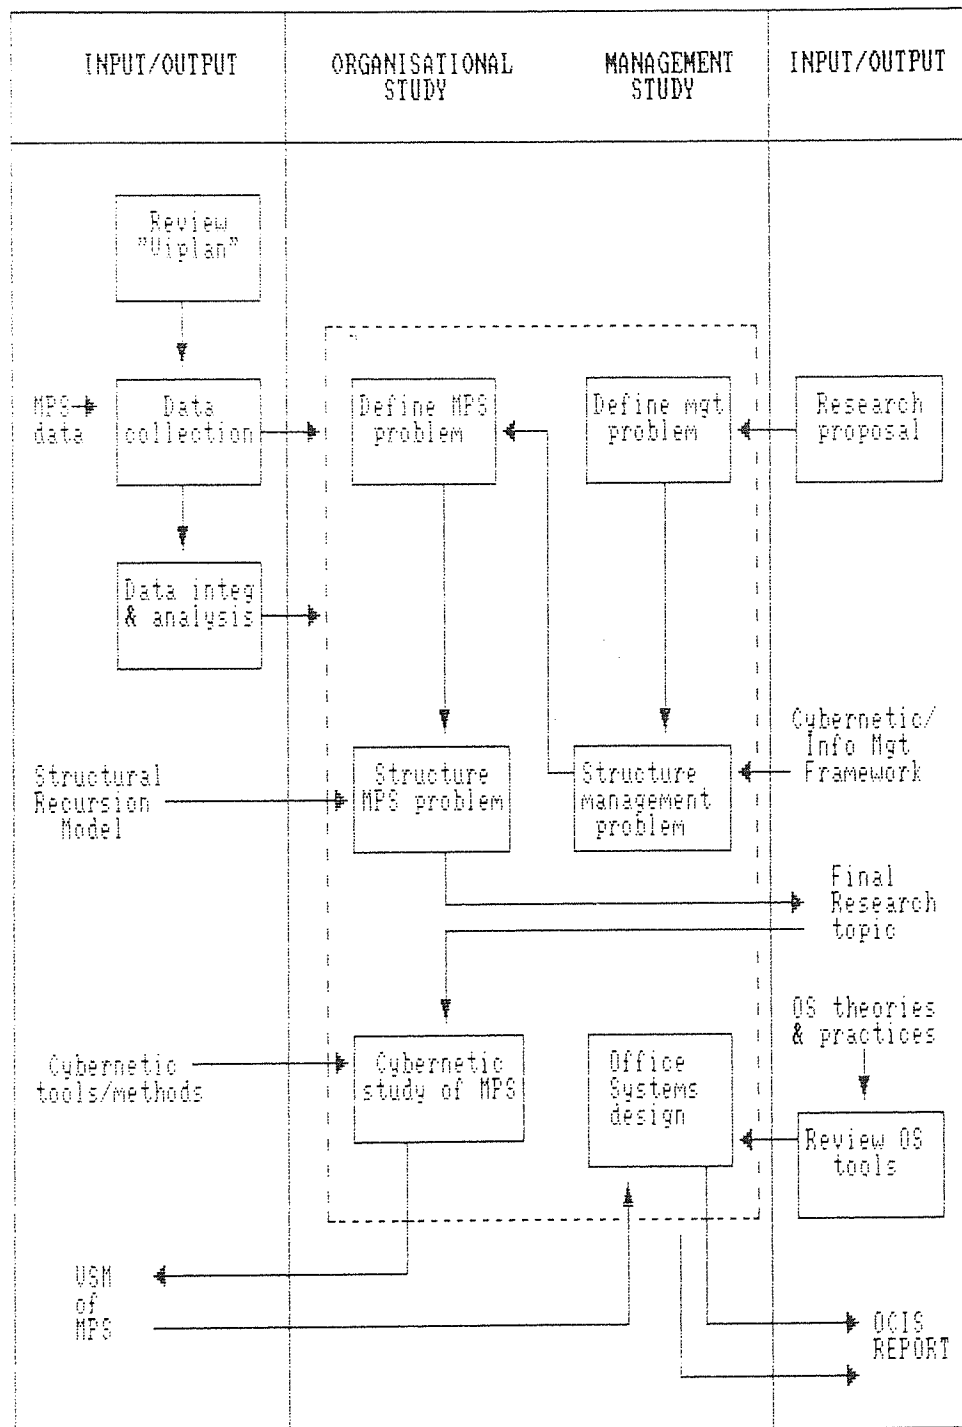 INPUT/OUTPUT
ORGANISATIONAL
STUDY
MANAGEMENT
STUDY
INPUT/OUTPUT
Review
"Viplan"
MPS
data
Data
collection
Define MPS
problem
Define mgt
problem
Research
proposal
Data integ
& analysis
Structural
Recursion
Model
Structure
MPS problem
Structure
management
problem
Cybernetic/
Info Mgt
Framework
Final
Research
topic
Cybernetic
tools/methods
Cybernetic
study of MPS
Office
Systems
design
OS theories
& practices
Review OS
tools
VSM
of
MPS
OCIS
REPORT